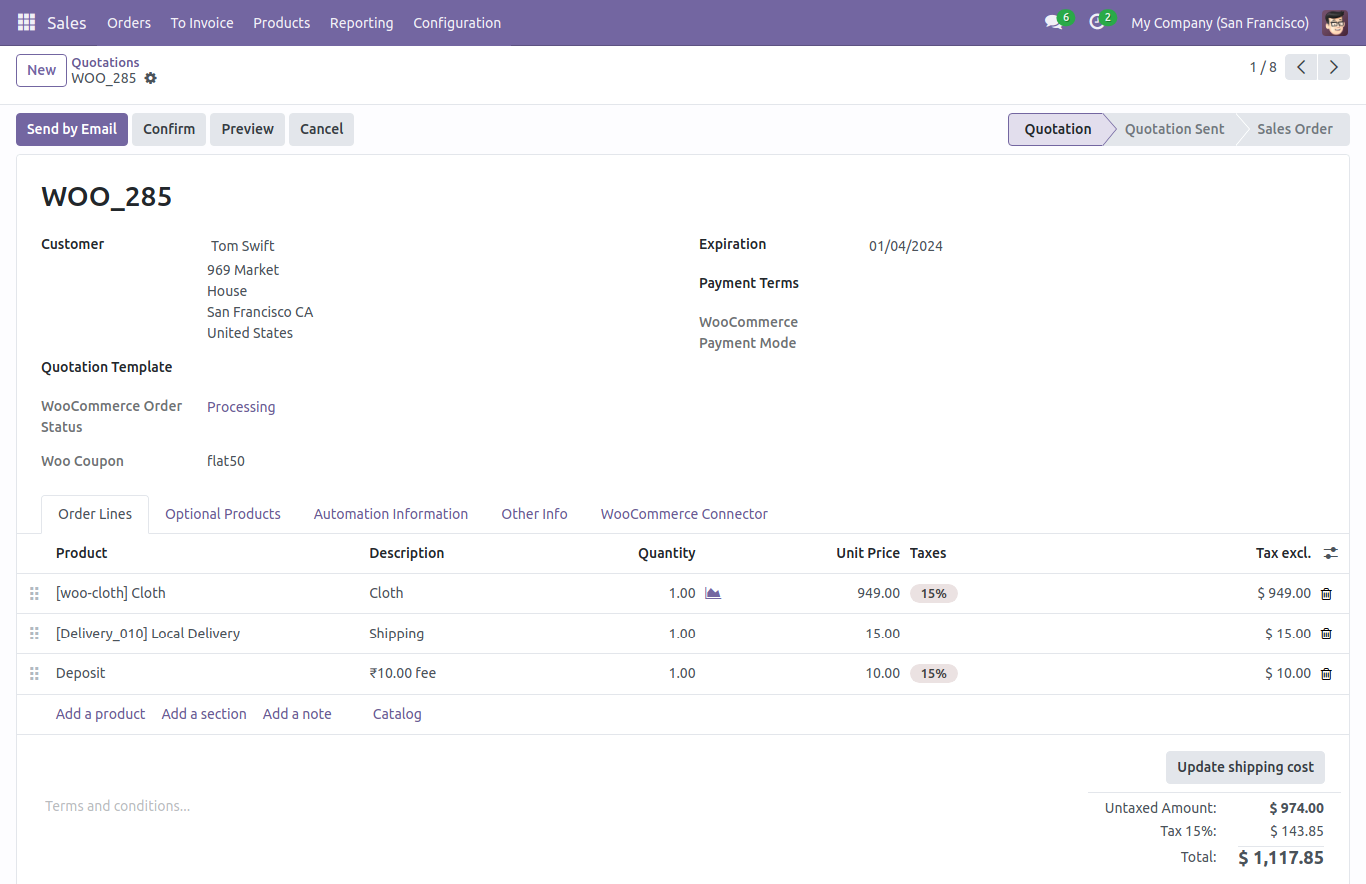 Sales Orders To Invoice Products Reporting Configuration 6 2 My Company (San Francisco)
New Quotations 1 / 8
WOO_285
Send by Email Confirm Preview Cancel Quotation Quotation Sent Sales Order
WOO_285
Customer Tom Swift Expiration 01/04/2024
969 Market
House Payment Terms
San Francisco CA
United States WooCommerce
Payment Mode
Quotation Template
WooCommerce Order Processing
Status
Woo Coupon flat50
Order Lines Optional Products Automation Information Other Info WooCommerce Connector
Product Description Quantity Unit Price Taxes Tax excl.
[woo-cloth] Cloth Cloth 1.00 949.00 15% $ 949.00
[Delivery_010] Local Delivery Shipping 1.00 15.00 $ 15.00
Deposit ₹10.00 fee 1.00 10.00 15% $ 10.00
Add a product Add a section Add a note Catalog
Update shipping cost
Terms and conditions... Untaxed Amount: $ 974.00
Tax 15%: $ 143.85
Total: $ 1,117.85